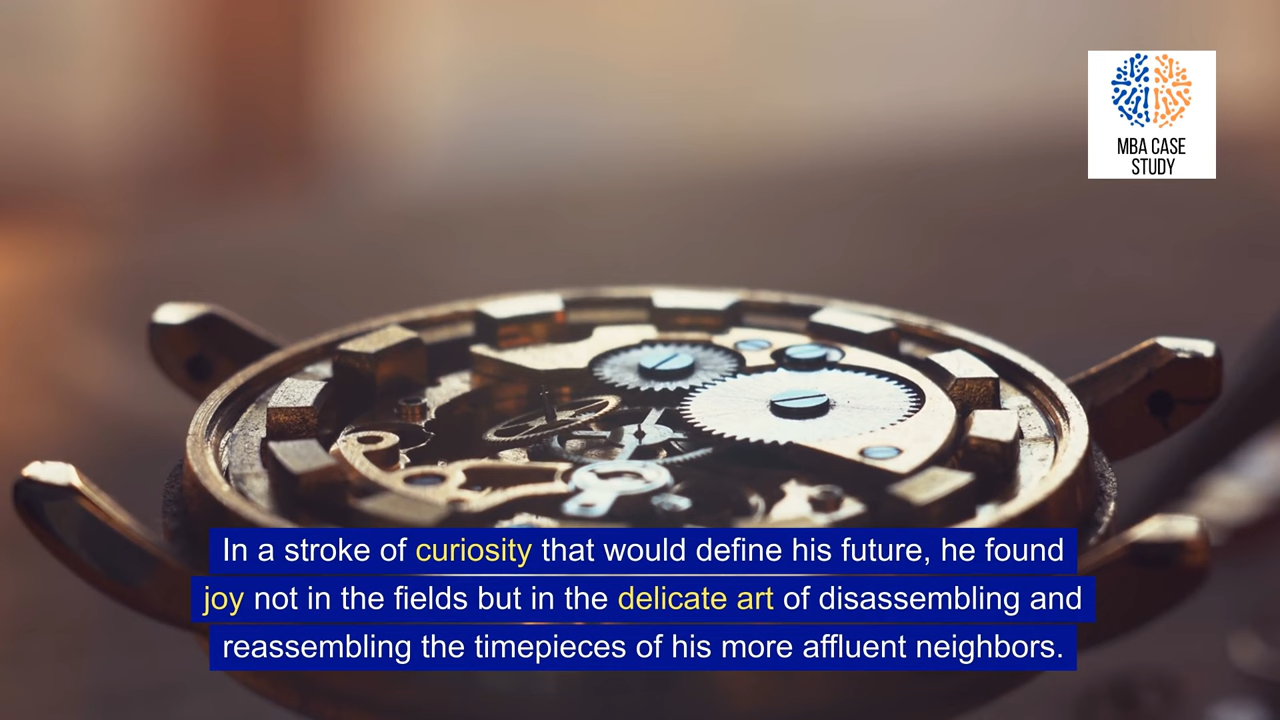 MBA CASE
STUDY
In a stroke of curiosity that would define his future, he found
joy not in the fields but in the delicate art of disassembling and
reassembling the timepieces of his more affluent neighbors.